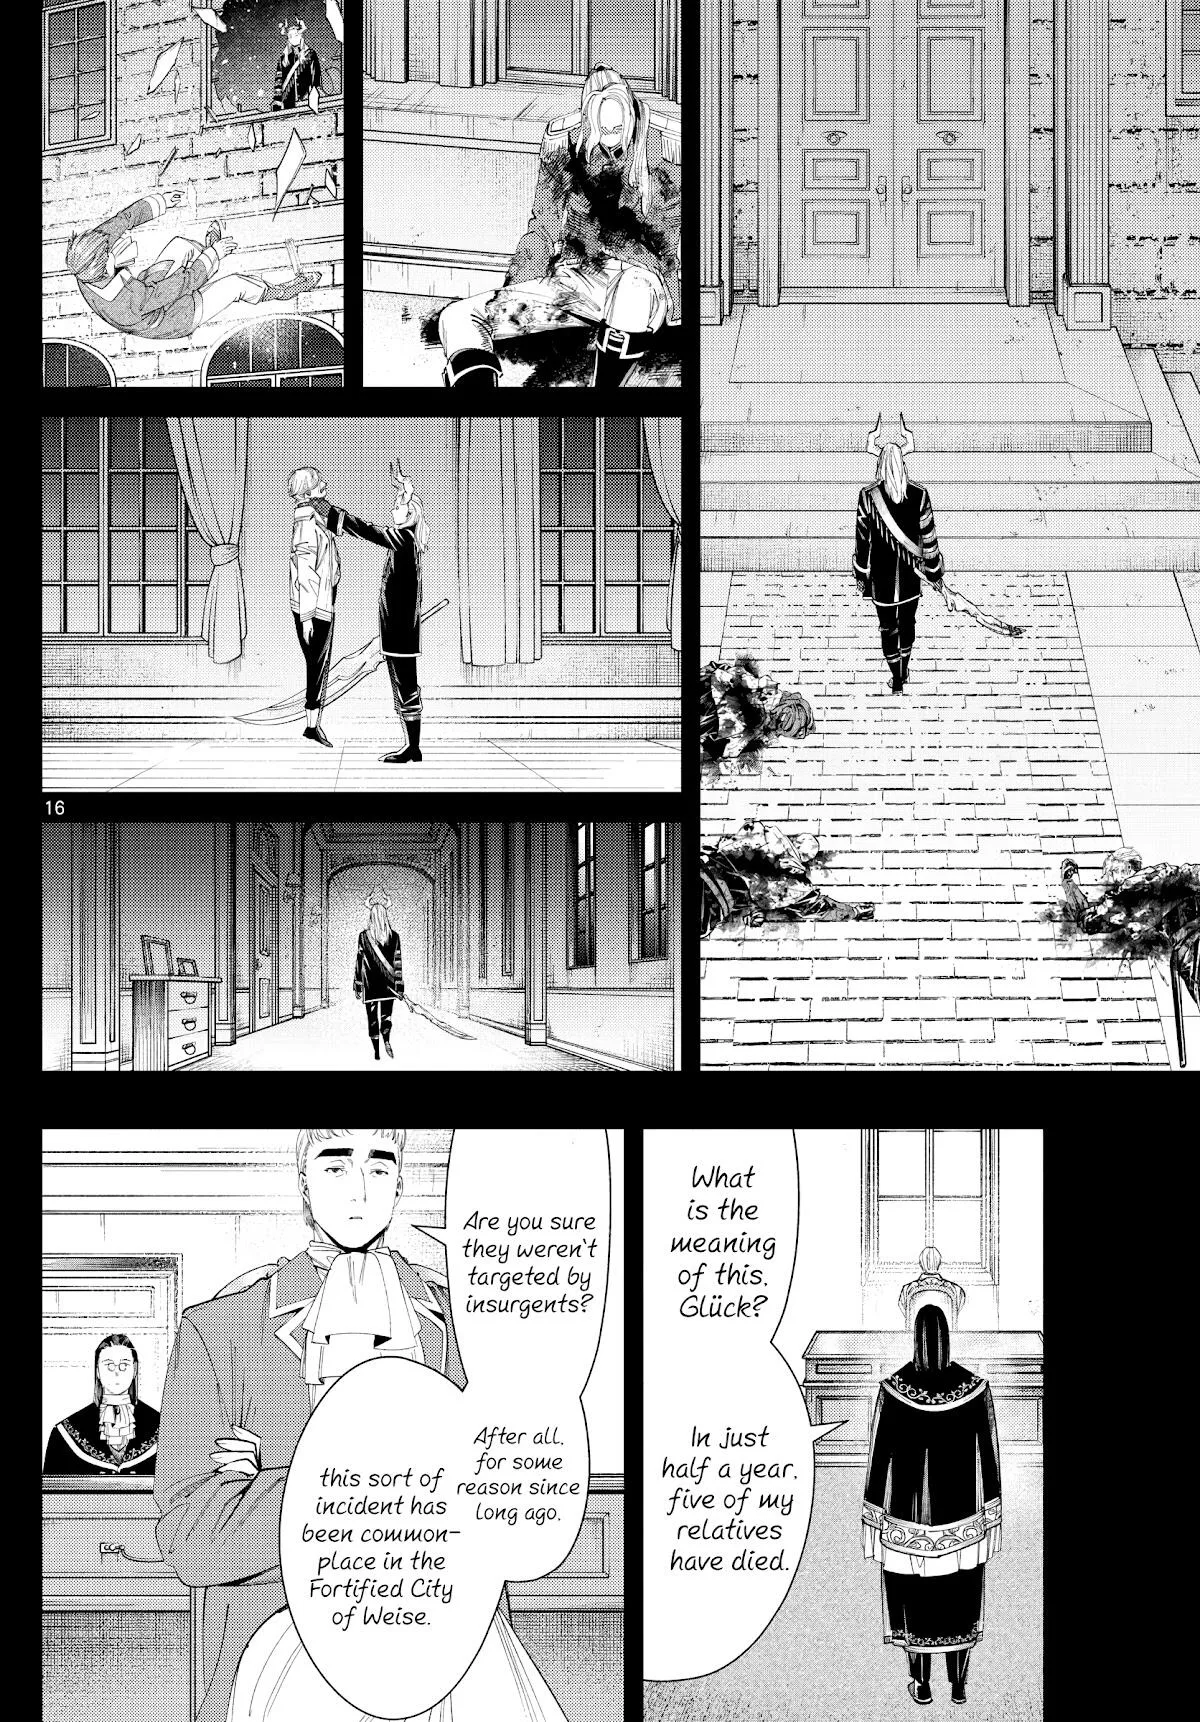 16
What
is the
meaning
of this,
Glück?
In just
half a year,
five of my
relatives
have died.
Are you sure
they weren't
targeted by
insurgents?
After all,
for some
reason since
long ago,
this sort of
incident has
been common-
place in the
Fortified City
of Weise.